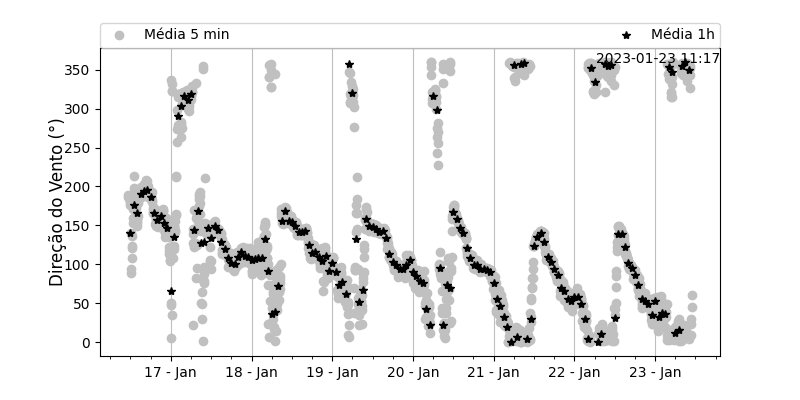 Média 5 min
Média 1h
2023-01-23 11:17
Direção do Vento (°)
350
300
250
200
150
100
50
0
17 - Jan
18 - Jan
19 - Jan
20 - Jan
21 - Jan
22 - Jan
23 - Jan